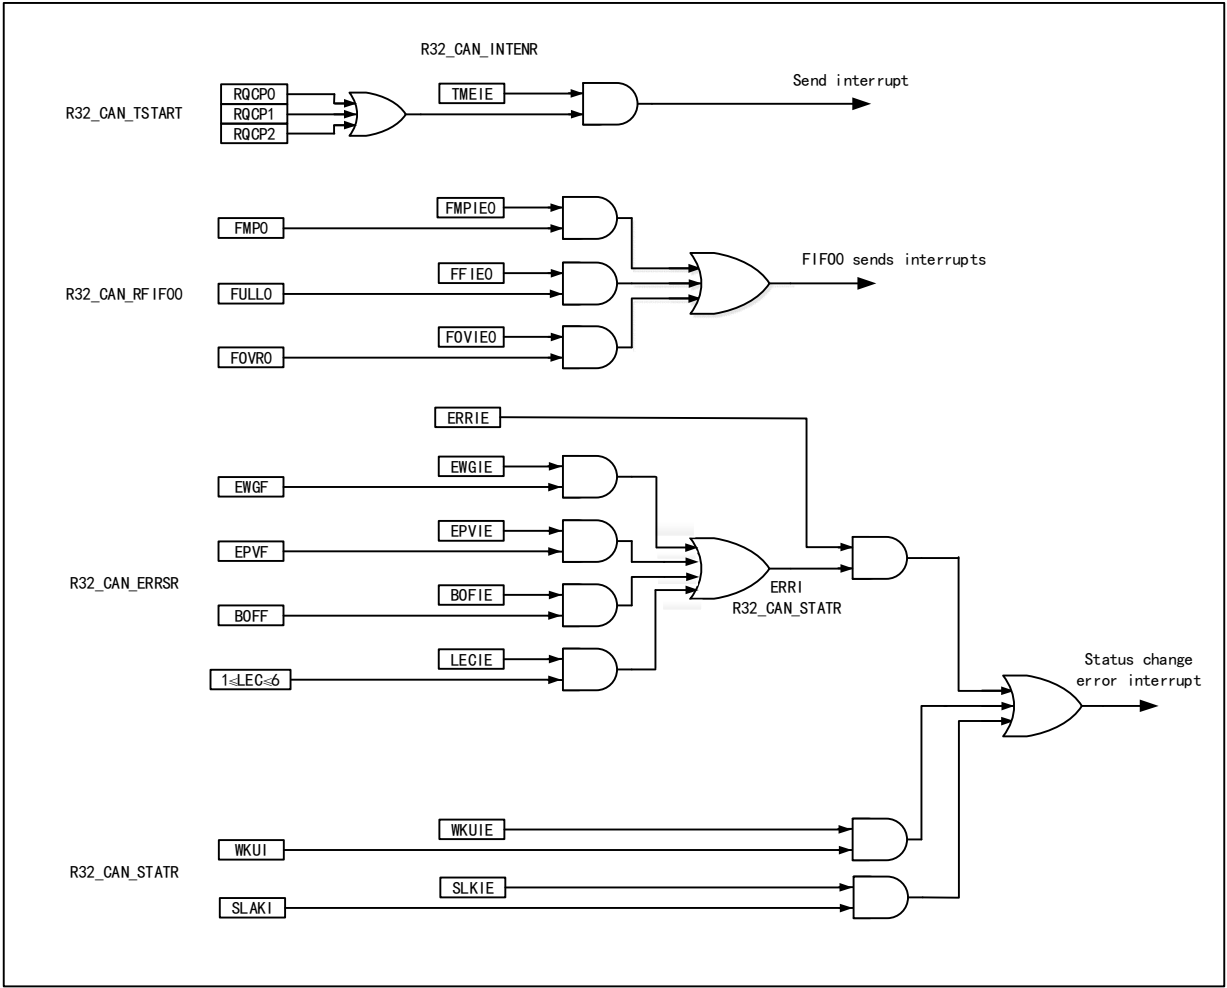 R32_CAN_INTENR
Send interrupt
RQCP0
TMEIE
R32_CAN_TSTART
RQCP1
RQCP2
FMPIE0
FMP0
FIFO0 sends interrupts
FFIE0
R32_CAN_RFIFO0
FULL0
FOVIE0
FOVR0
ERRIE
EWGIE
EWGF
EPVIE
EPVF
R32_CAN_ERRSR
ERRI
BOFIE
R32_CAN_STATR
BOFF
LECIE
1≤LEC≤6
Status change
error interrupt
WKUIE
WKUI
R32_CAN_STATR
SLKIE
SLAKI